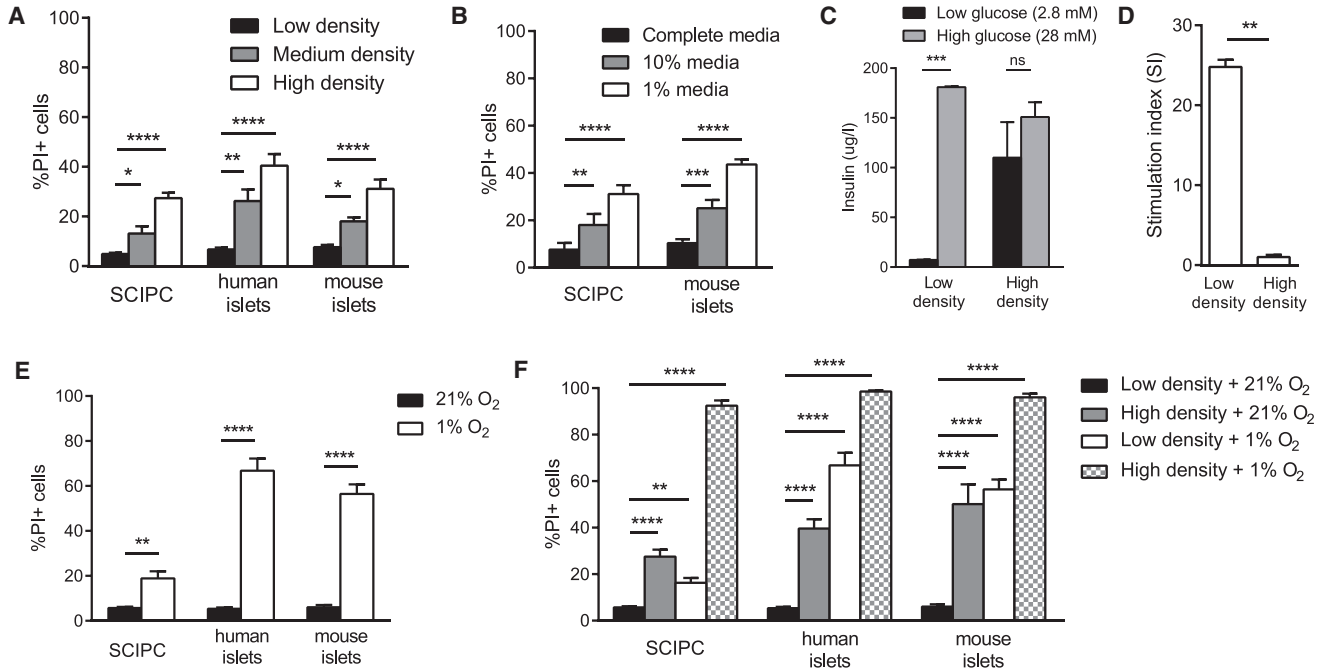 A
%PI+ cells
100
80
60
40
20
0
Low density
Medium density
High density
****
*
****
**
****
*
SCIPC
human
islets
mouse
islets
B
%PI+ cells
100
80
60
40
20
0
Complete media
10% media
1% media
****
**
****
***
SCIPC
mouse
islets
C
Low glucose (2.8 mM)
High glucose (28 mM)
Insulin (ug/l)
200
150
100
50
0
***
ns
Low
density
High
density
D
Stimulation index (SI)
30
20
10
0
**
Low
density
High
density
E
%PI+ cells
100
80
60
40
20
0
21% O2
1% O2
**
****
****
SCIPC
human
islets
mouse
islets
F
%PI+ cells
100
80
60
40
20
0
****
**
****
****
****
****
****
****
****
SCIPC
human
islets
mouse
islets
Low density + 21% O2
High density + 21% O2
Low density + 1% O2
High density + 1% O2